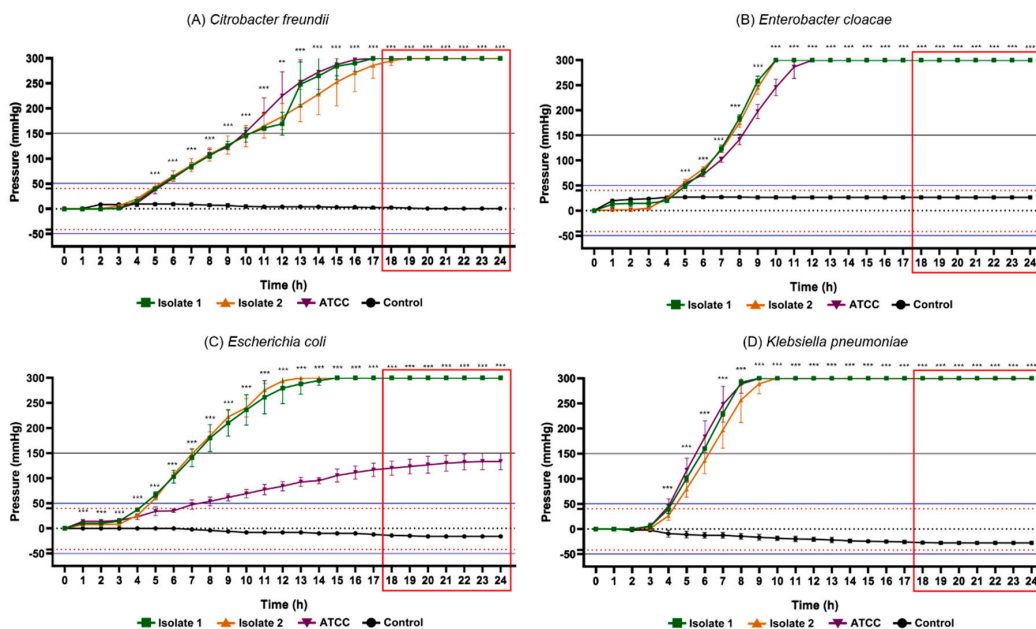 (A) Citrobacter freundii
*** *** *** *** *** *** *** *** *** *** *** ***
**
***
***
***
***
***
***
***
Pressure (mmHg)
300
250
200
150
100
50
0
-50
0 1 2 3 4 5 6 7 8 9 10 11 12 13 14 15 16 17 18 19 20 21 22 23 24
Time (h)
Isolate 1 Isolate 2 ATCC Control
(B) Enterobacter cloacae
*** *** *** *** *** *** *** *** *** *** *** *** *** *** ***
***
***
***
***
***
Pressure (mmHg)
300
250
200
150
100
50
0
-50
0 1 2 3 4 5 6 7 8 9 10 11 12 13 14 15 16 17 18 19 20 21 22 23 24
Time (h)
Isolate 1 Isolate 2 ATCC Control
(C) Escherichia coli
*** *** *** *** *** *** *** *** *** *** *** *** *** ***
***
***
***
***
***
***
***
*** *** ***
Pressure (mmHg)
300
250
200
150
100
50
0
-50
0 1 2 3 4 5 6 7 8 9 10 11 12 13 14 15 16 17 18 19 20 21 22 23 24
Time (h)
Isolate 1 Isolate 2 ATCC Control
(D) Klebsiella pneumoniae
*** *** *** *** *** *** *** *** *** *** *** *** *** *** *** *** ***
***
***
***
***
Pressure (mmHg)
300
250
200
150
100
50
0
-50
0 1 2 3 4 5 6 7 8 9 10 11 12 13 14 15 16 17 18 19 20 21 22 23 24
Time (h)
Isolate 1 Isolate 2 ATCC Control